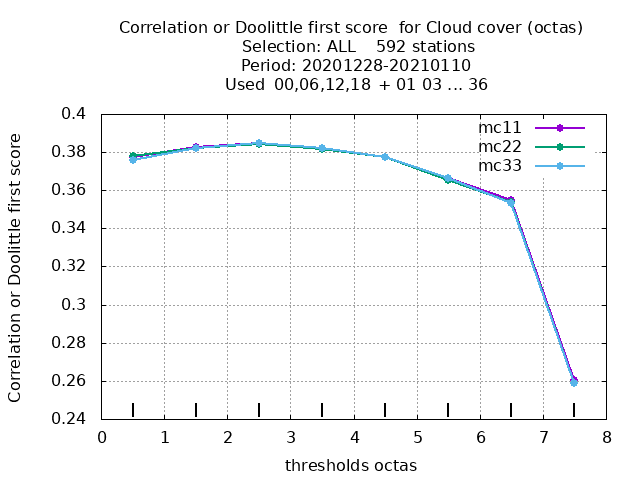 Correlation or Doolittle first score  for Cloud cover (octas)
Selection: ALL    592 stations
Period: 20201228-20210110
Used  00,06,12,18  + 01 03 ... 36
Correlation or Doolittle first score
0.4
0.38
0.36
0.34
0.32
0.3
0.28
0.26
0.24
mc11
mc22
mc33
0 1 2 3 4 5 6 7 8
thresholds octas